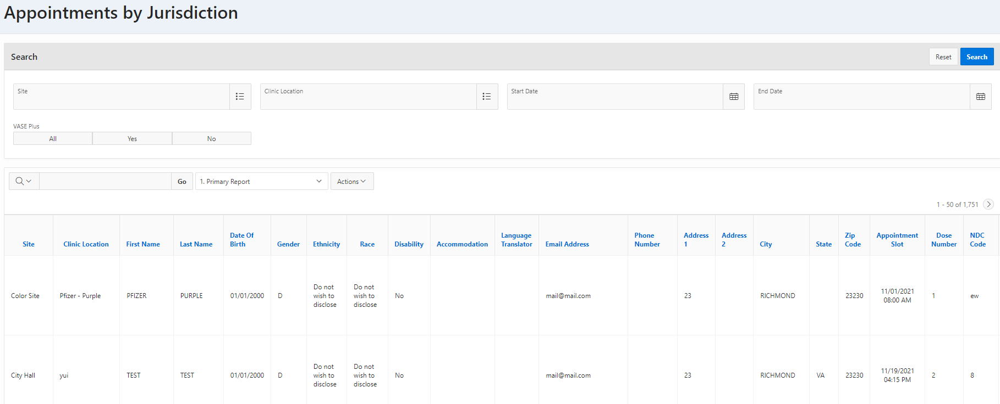 Appointments by Jurisdiction
Search
Reset
Search
Site
Clinic Location
Start Date
End Date
VASE Plus
All
Yes
No
Go
1. Primary Report
Actions
1 - 50 of 1,751
Site
Clinic Location
First Name
Last Name
Date Of
Birth
Gender
Ethnicity
Race
Disability
Accommodation
Language
Translator
Email Address
Phone
Number
Address
1
Address
2
City
State
Zip
Code
Appointment
Slot
Dose
Number
NDC
Code
Color Site
Pfizer - Purple
PFIZER
PURPLE
01/01/2000
D
Do not
wish to
disclose
Do not
wish to
disclose
No
mail@mail.com
23
RICHMOND
23230
11/01/2021
08:00 AM
1
ew
City Hall
yui
TEST
TEST
01/01/2000
D
Do not
wish to
disclose
Do not
wish to
disclose
No
mail@mail.com
23
RICHMOND
VA
23230
11/19/2021
04:15 PM
2
8